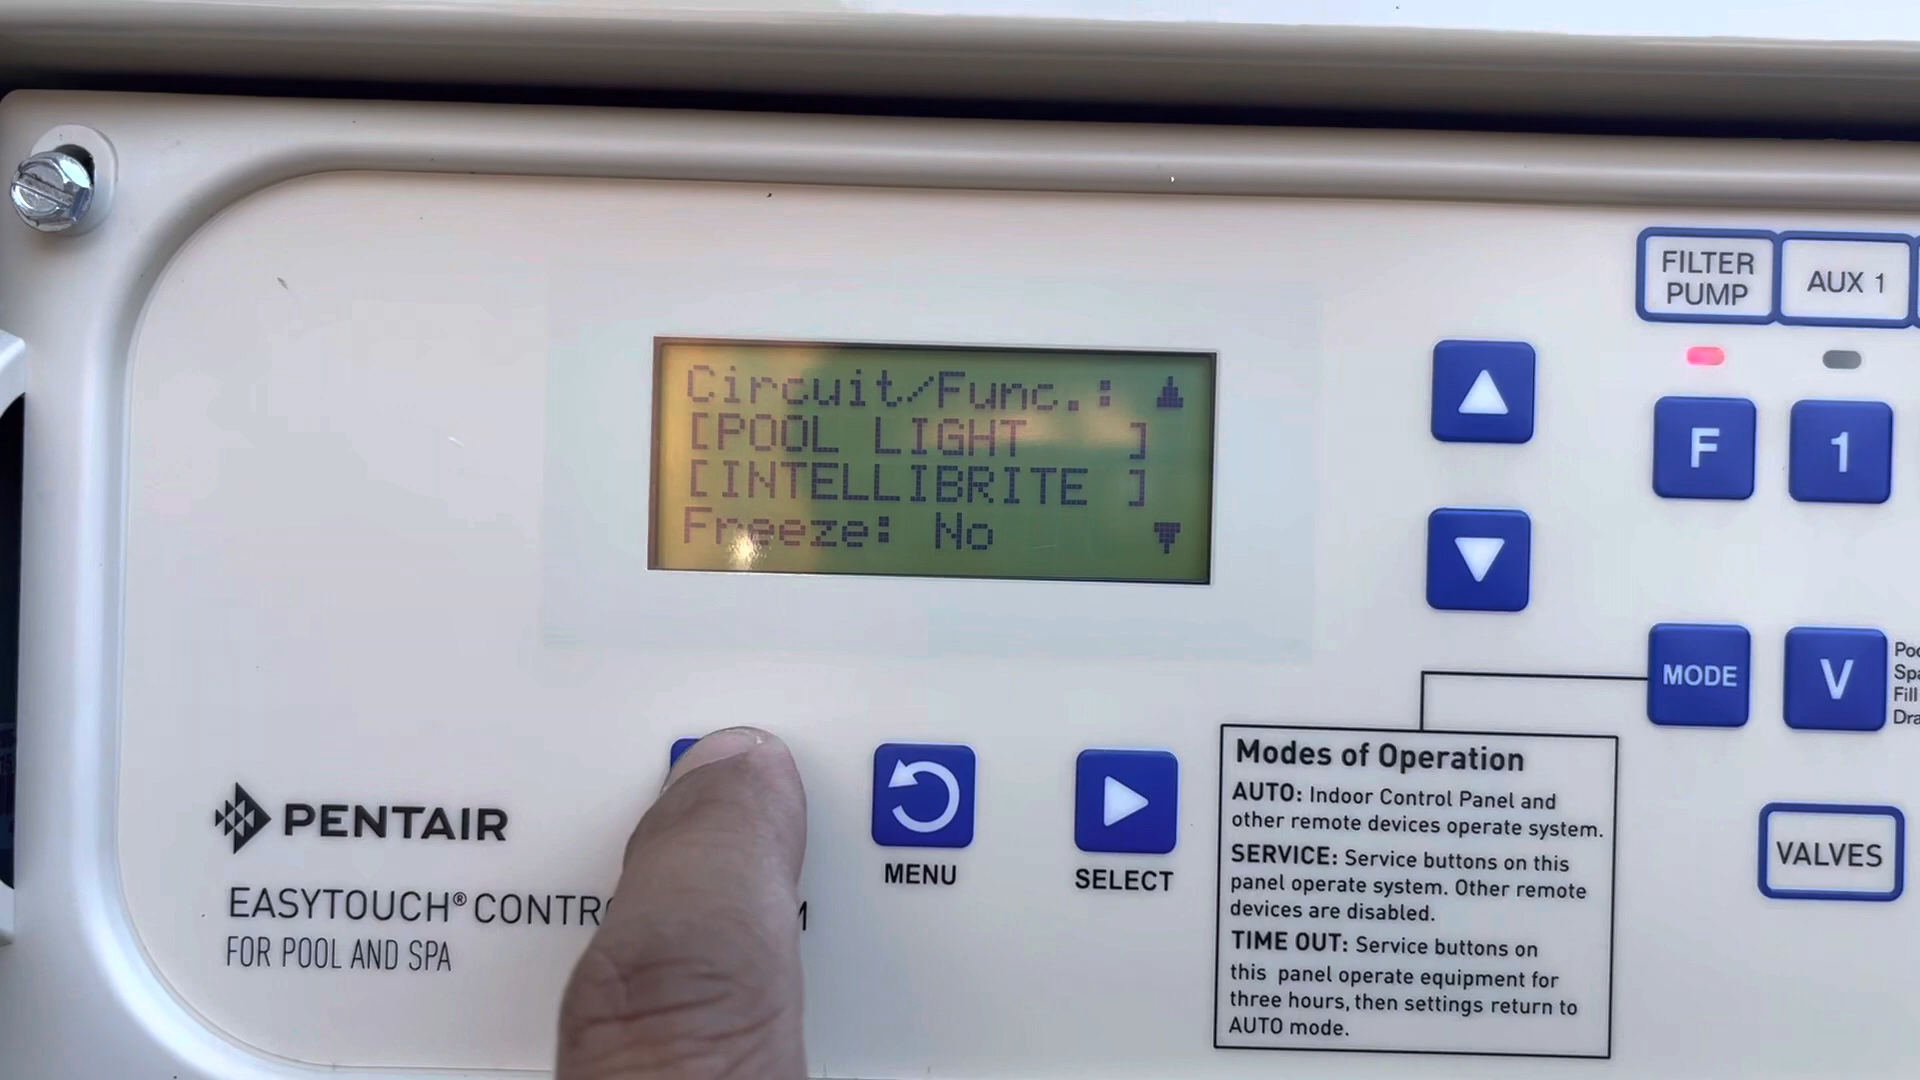 FILTER
PUMP
AUX 1
Circuit/Func.:
[POOL LIGHT ]
[INTELLIBRITE ]
Freeze: No
F
1
MODE
V
MENU
SELECT
PENTAIR
EASYTOUCH®
FOR POOL AND SPA
Modes of Operation
AUTO: Indoor Control Panel and
other remote devices operate system.
SERVICE: Service buttons on this
panel operate system. Other remote
devices are disabled.
TIME OUT: Service buttons on
this panel operate equipment for
three hours, then settings return to
AUTO mode.
Fill
VALVES